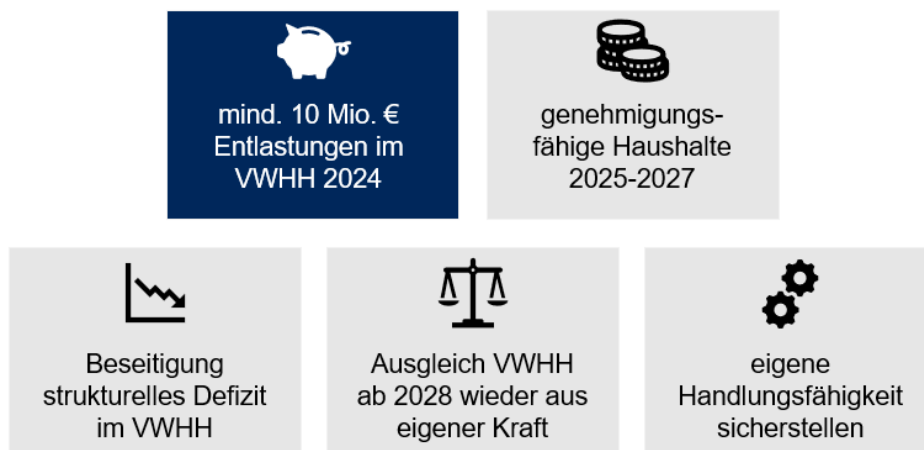 mind. 10 Mio. €
Entlastungen im
VWHH 2024
genehmigungs-
fähige Haushalte
2025-2027
Beseitigung
strukturelles Defizit
im VWHH
Ausgleich VWHH
ab 2028 wieder aus
eigener Kraft
eigene
Handlungsfähigkeit
sicherstellen